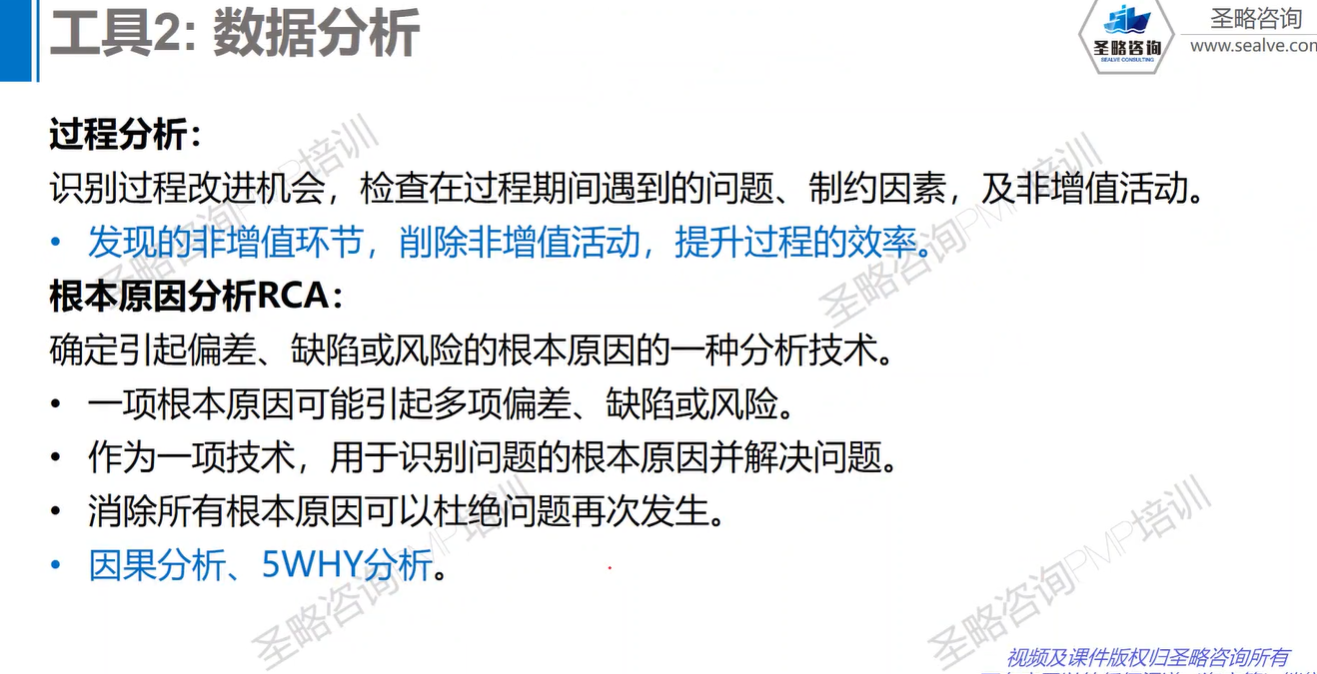 工具2: 数据分析
圣略咨询
www.sealve.com
圣略咨询
SEALVE CONSULTING
过程分析：
识别过程改进机会，检查在过程期间遇到的问题、制约因素，及非增值活动。
• 发现的非增值环节，削除非增值活动，提升过程的效率。
根本原因分析RCA：
确定引起偏差、缺陷或风险的根本原因的一种分析技术。
• 一项根本原因可能引起多项偏差、缺陷或风险。
• 作为一项技术，用于识别问题的根本原因并解决问题。
• 消除所有根本原因可以杜绝问题再次发生。
• 因果分析、5WHY分析。
圣略咨询PMP培训
圣略咨询PMP培训
圣略咨询PMP培训
圣略咨询PMP培训
视频及课件版权归圣略咨询所有